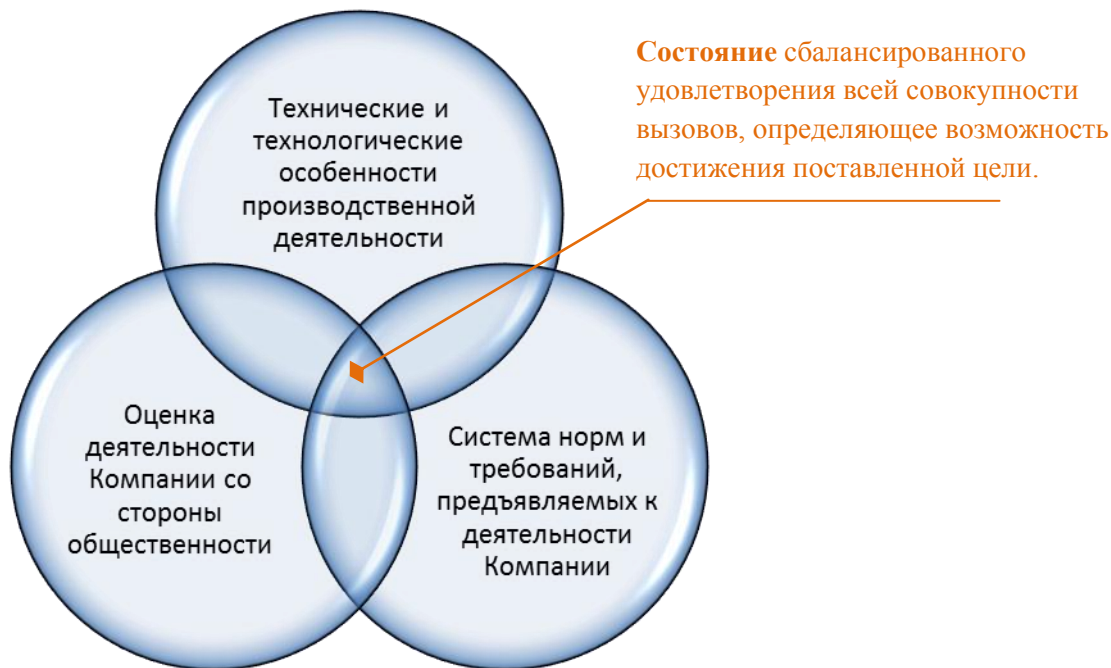 Состояние сбалансированного
удовлетворения всей совокупности
вызовов, определяющее возможность
достижения поставленной цели.
Технические и
технологические
особенности
производственной
деятельности
Оценка
деятельности
Компании со
стороны
общественности
Система норм и
требований,
предъявляемых к
деятельности
Компании